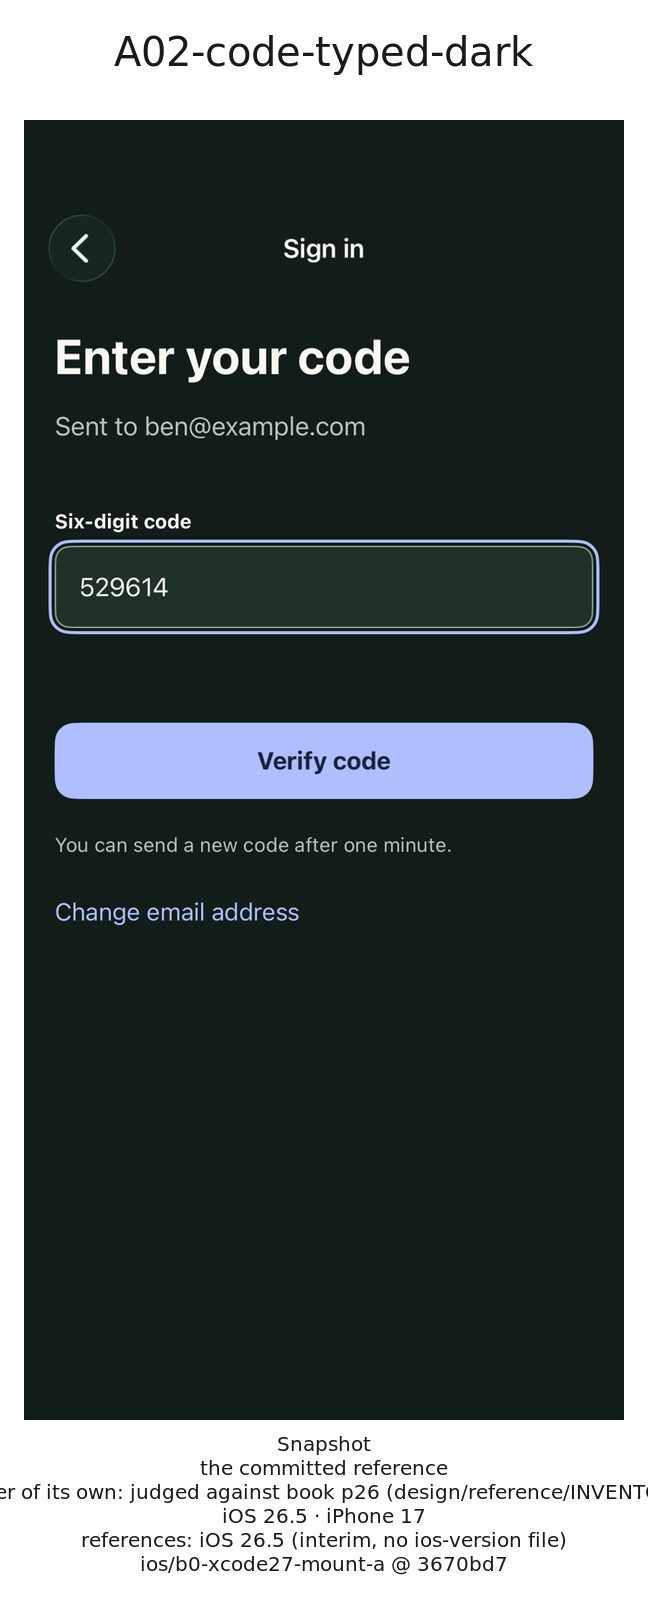 A02-code-typed-dark
Sign in
Enter your code
Sent to ben@example.com
Six-digit code
529614
Verify code
You can send a new code after one minute.
Change email address
Snapshot
the committed reference
of its own: judged against book p26 (design/reference/
iOS 26.5 · iPhone 17
references: iOS 26.5 (interim, no ios-version file)
ios/b0-xcode27-mount-a @ 3670bd7